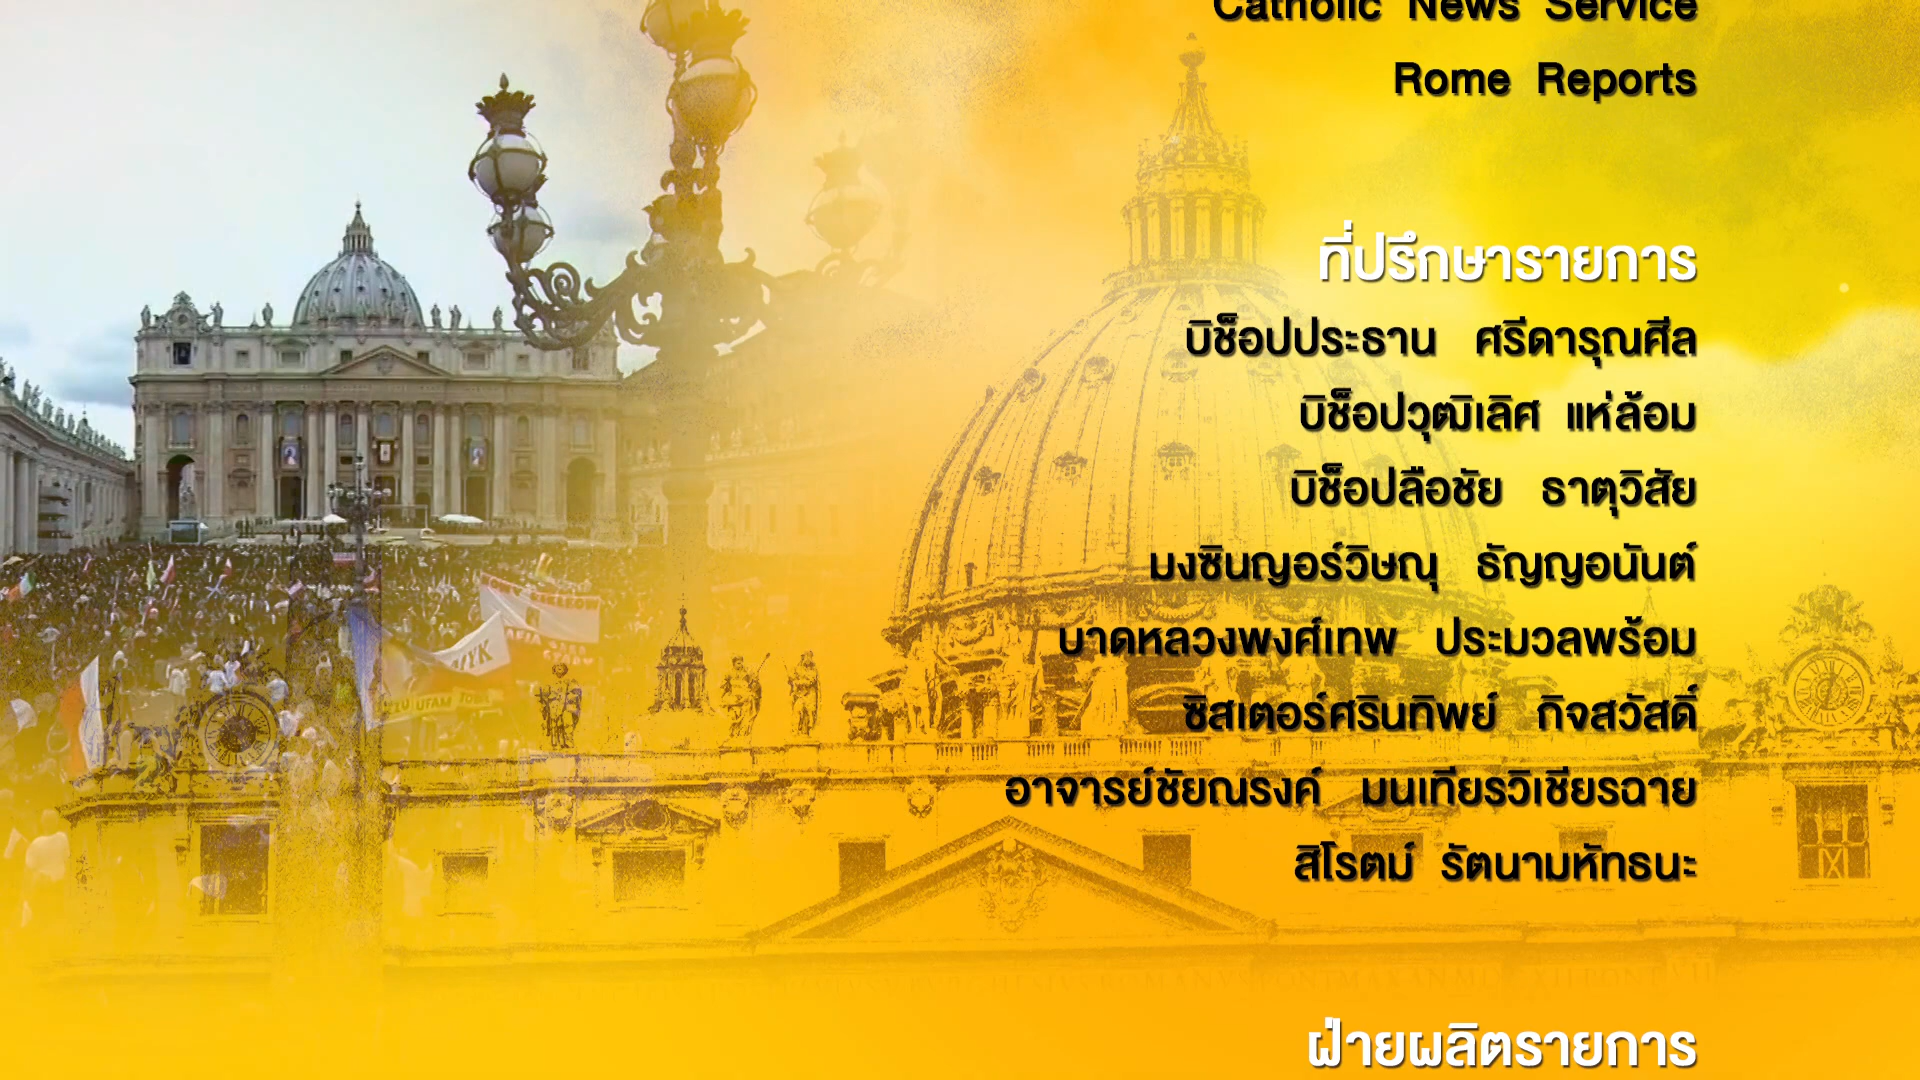 Catholic News Service
Rome Reports
ที่ปรึกษารายการ
บิช็อปประธาน ศรีดารุณศีล
บิช็อปวุฒิเลิศ แห่ล้อม
บิช็อปลือชัย ธาตุวิสัย
มงซินญอร์วิษณุ ธัญญอนันต์
บาดหลวงพงศ์เทพ ประมวลพร้อม
ซิสเตอร์ศรินทิพย์ กิจสวัสดิ์
อาจารย์ชัยณรงค์ มนเทียรวิเชียรฉาย
สิโรตม์ รัตนามหัทธนะ
ฝ่ายผลิตรายการ